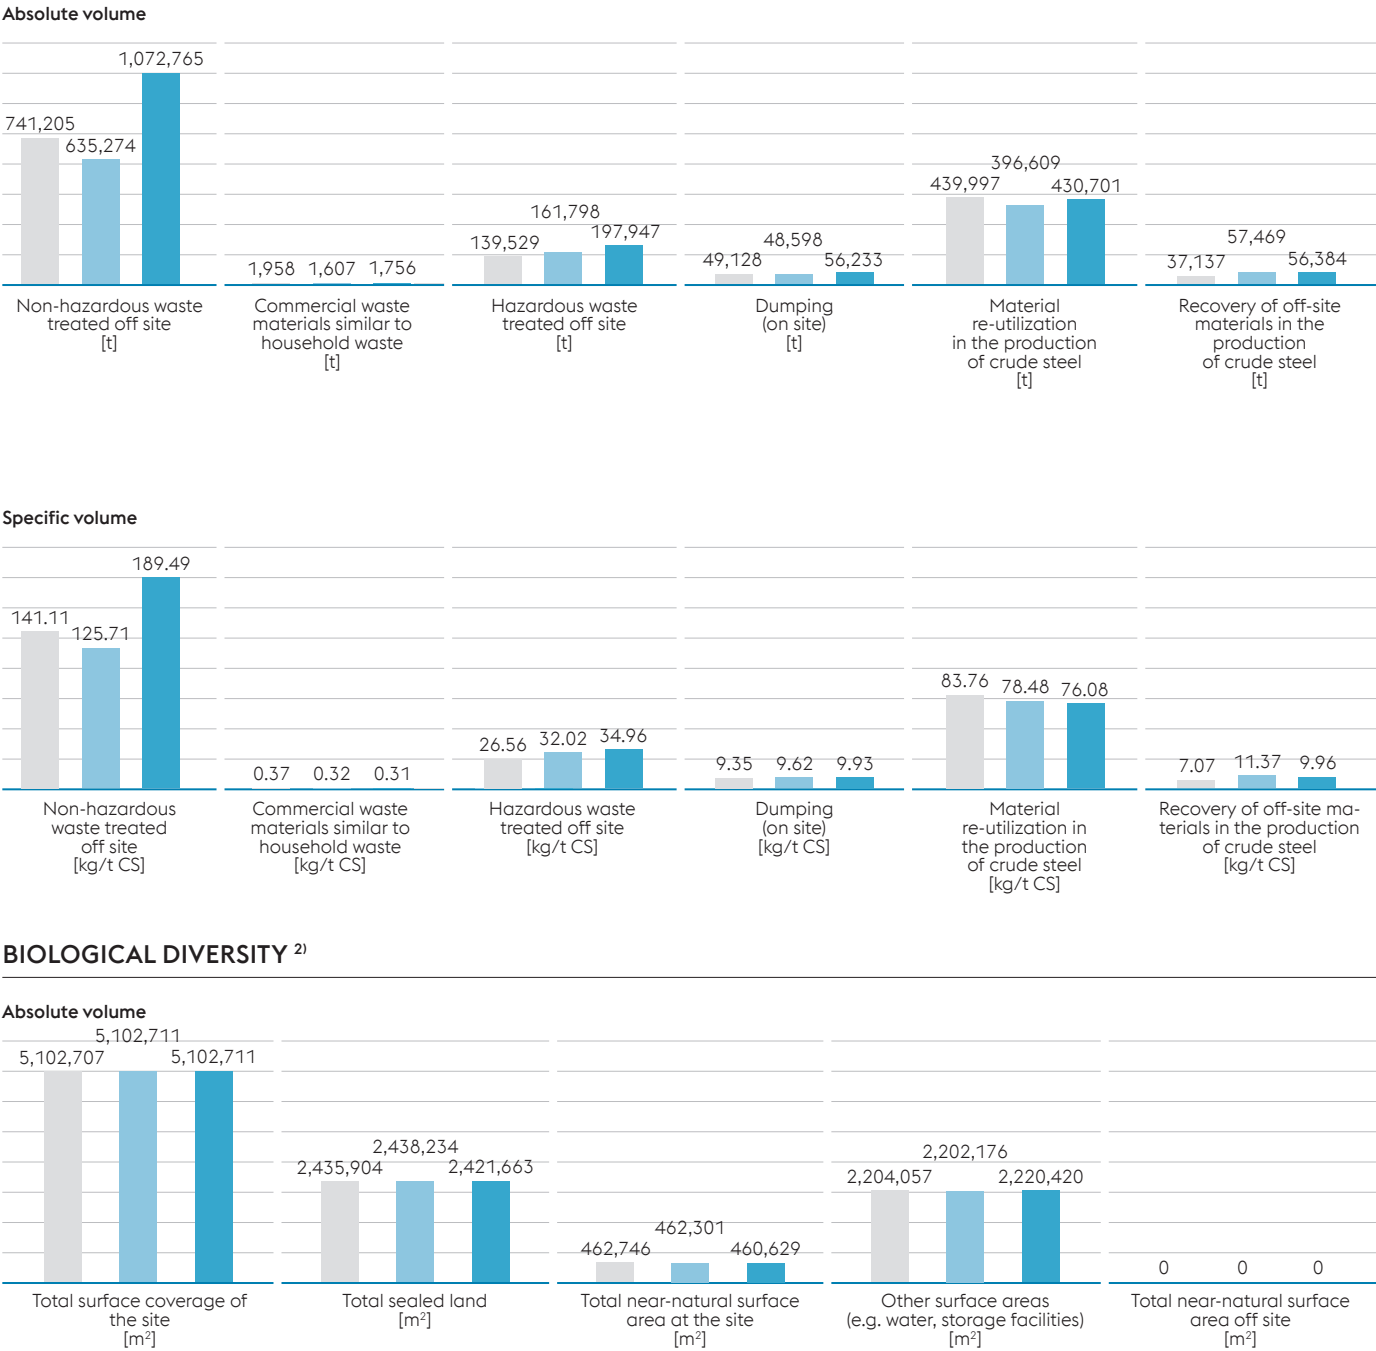 Absolute volume
741,205
635,274
1,072,765
Non-hazardous waste
treated off site
[t]
1,958 1,607 1,756
Commercial waste
materials similar to
household waste
[t]
139,529
161,798
197,947
Hazardous waste
treated off site
[t]
49,128
48,598
56,233
Dumping
(on site)
[t]
439,997
396,609
430,701
Material
re-utilization
in the production
of crude steel
[t]
37,137
57,469
56,384
Recovery of off-site
materials in the
production
of crude steel
[t]
Specific volume
141.11
125.71
189.49
Non-hazardous
waste treated
off site
[kg/t CS]
0.37 0.32 0.31
Commercial waste
materials similar to
household waste
[kg/t CS]
26.56 32.02 34.96
Hazardous waste
treated off site
[kg/t CS]
9.35 9.62 9.93
Dumping
(on site)
[kg/t CS]
83.76 78.48 76.08
Material
re-utilization in
the production
of crude steel
[kg/t CS]
7.07 11.37 9.96
Recovery of off-site ma-
terials in the production
of crude steel
[kg/t CS]
BIOLOGICAL DIVERSITY 2)
Absolute volume
5,102,707
5,102,711
5,102,711
Total surface coverage of
the site
[m²]
2,435,904
2,438,234
2,421,663
Total sealed land
[m²]
462,746
462,301
460,629
Total near-natural surface
area at the site
[m²]
2,204,057
2,202,176
2,220,420
Other surface areas
(e.g. water, storage facilities)
[m²]
0 0 0
Total near-natural surface
area off site
[m²]